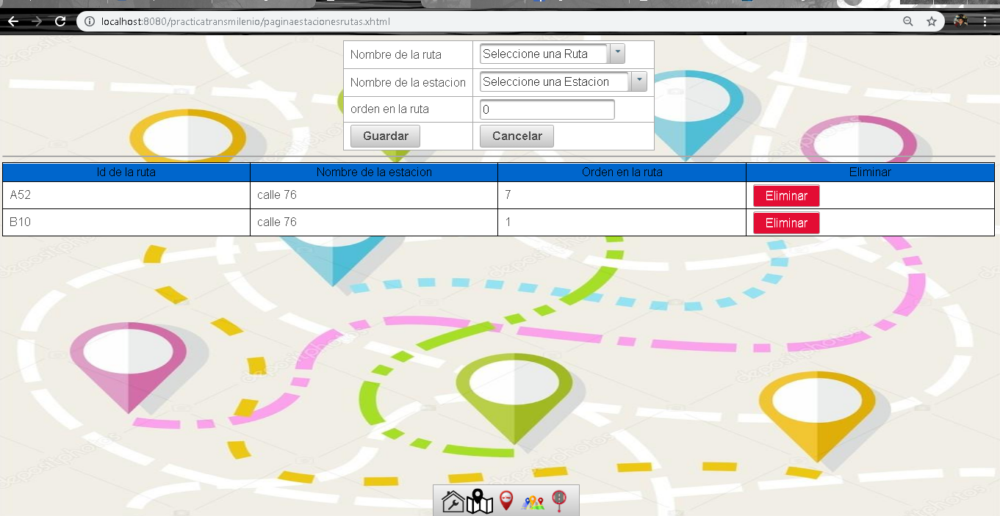 localhost:8080/practicatransmilenio/paginaestacionesrutas.xhtml
Nombre de la ruta Seleccione una Ruta
Nombre de la estacion Seleccione una Estacion
orden en la ruta 0
Guardar Cancelar
Id de la ruta Nombre de la estacion Orden en la ruta Eliminar
A52 calle 76 7 Eliminar
B10 calle 76 1 Eliminar